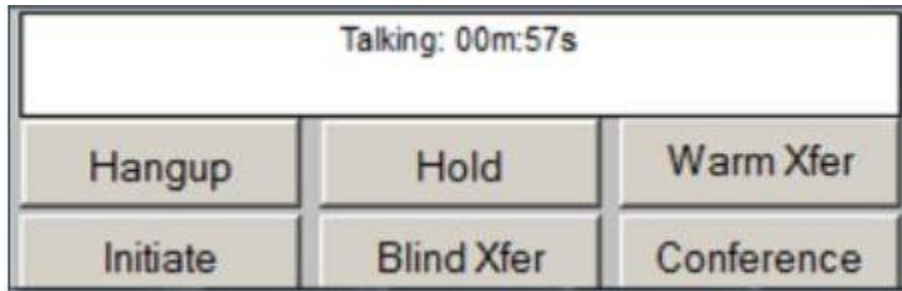 Talking: 00m:57s
Hangup Hold Warm Xfer
Initiate Blind Xfer Conference